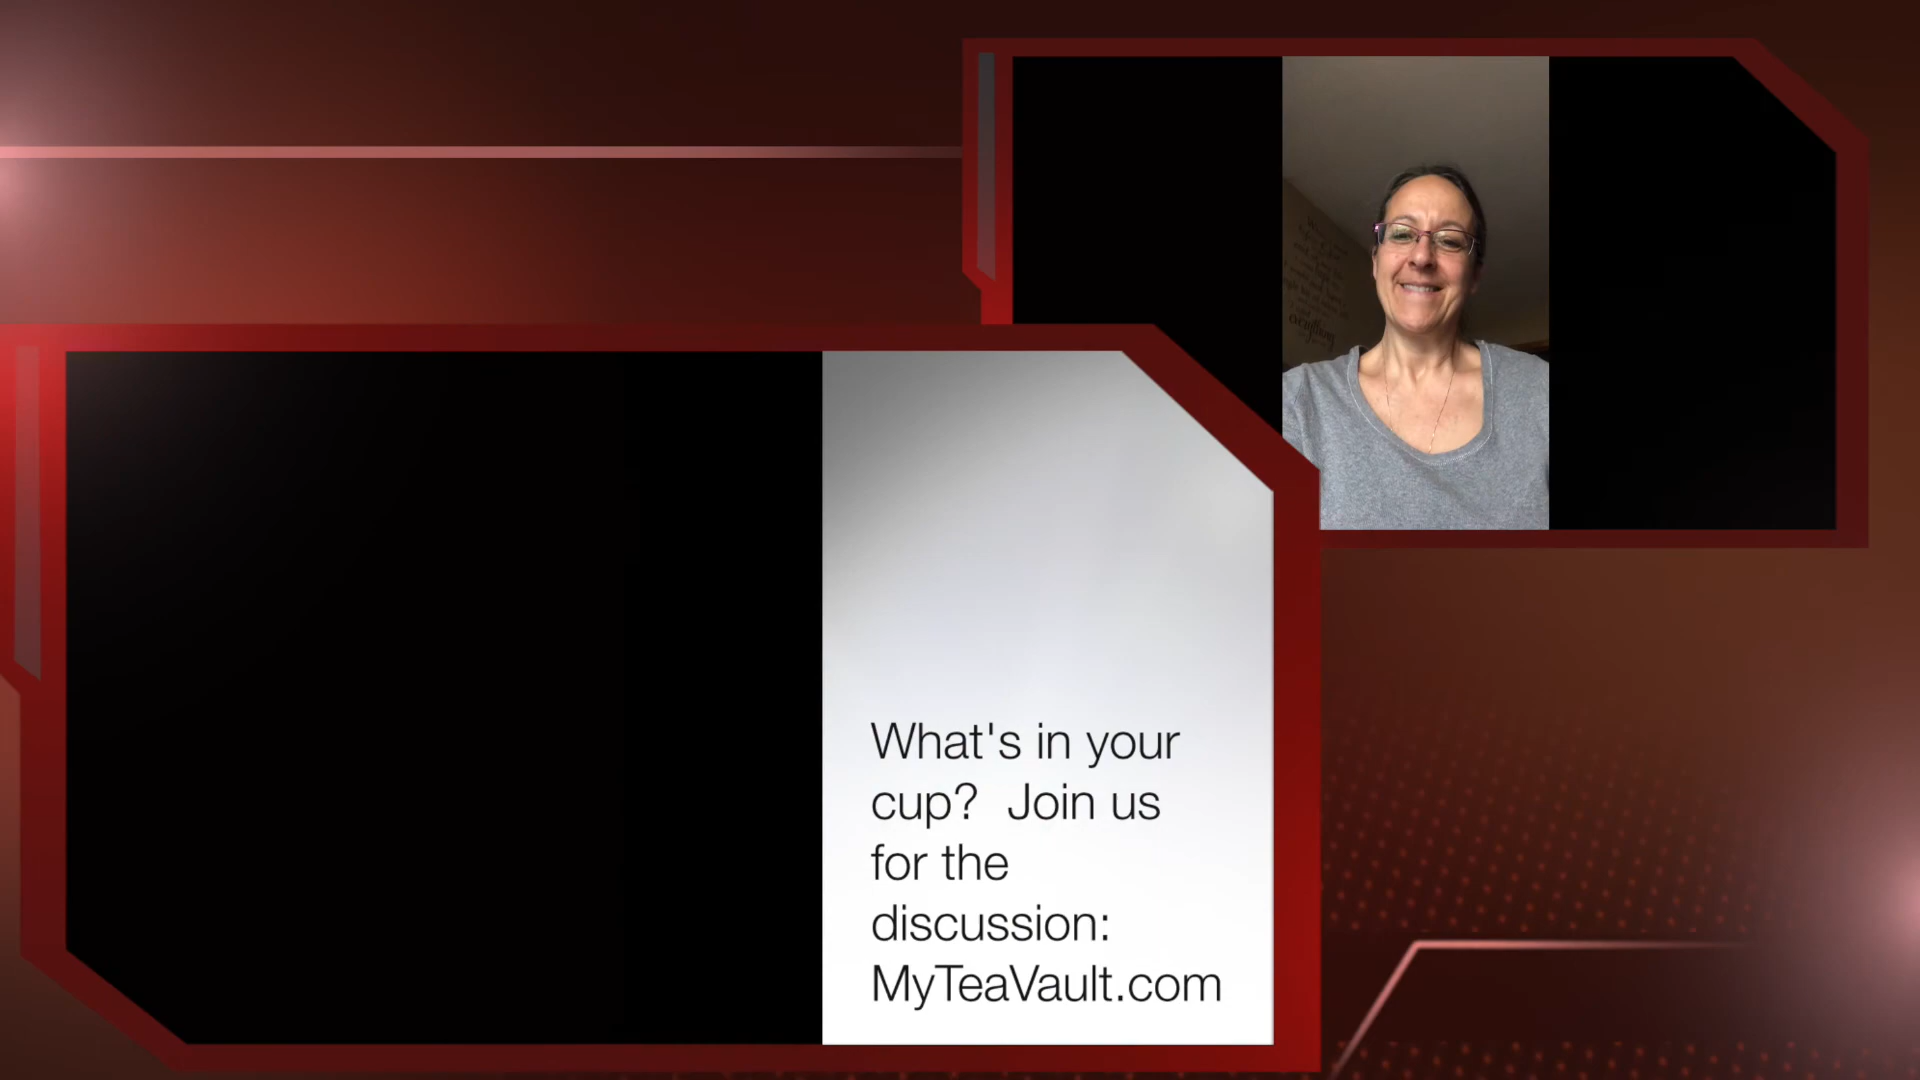 What's in your
cup?  Join us
for the
discussion:
MyTeaVault.com